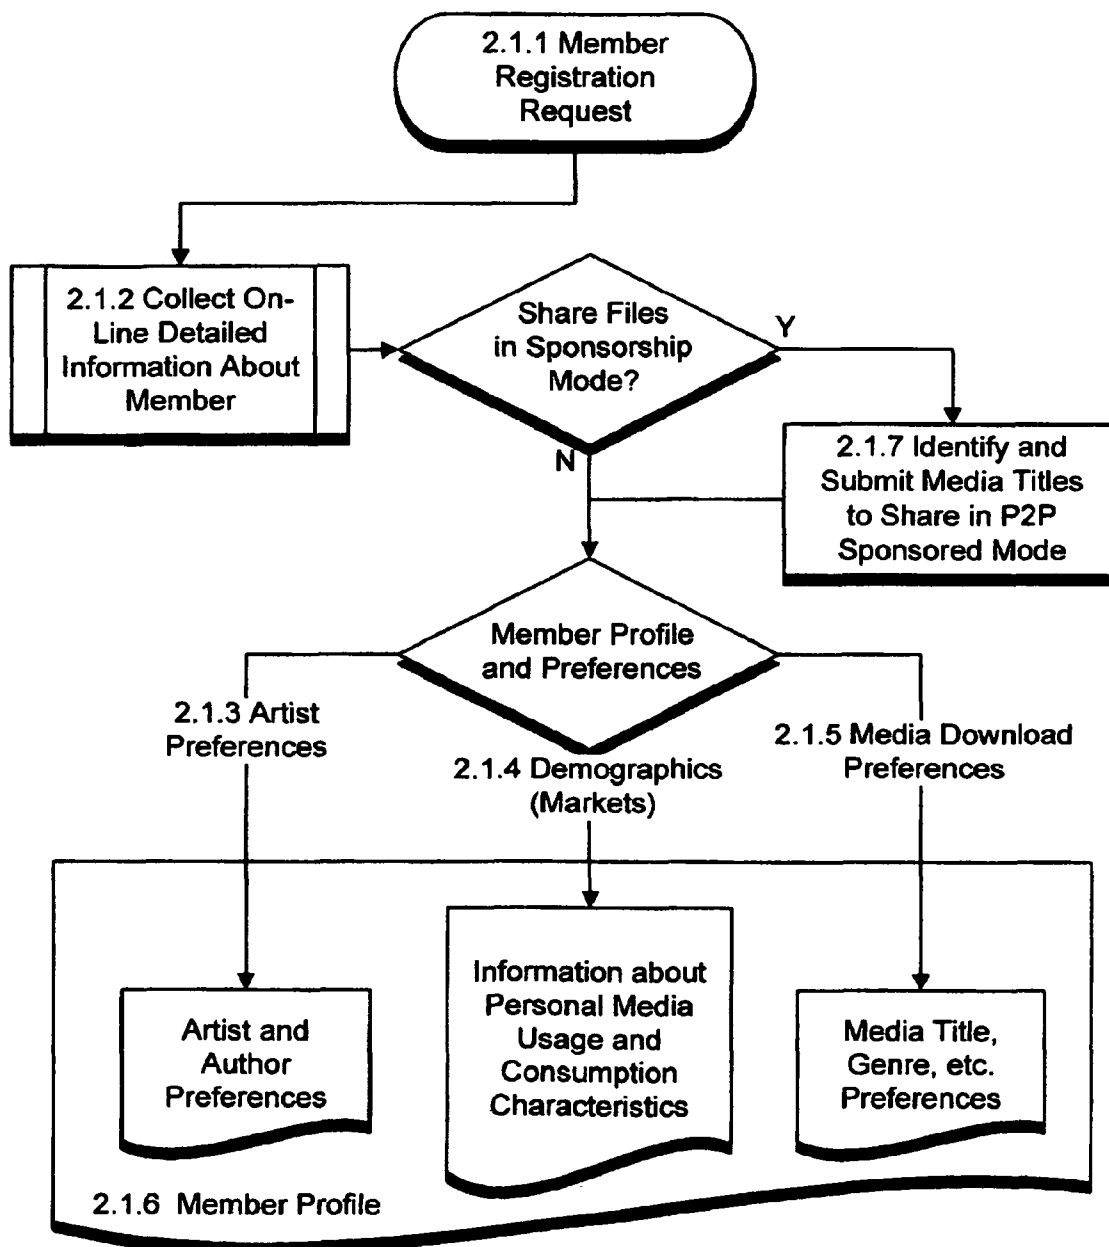 2.1.1 Member
Registration
Request
2.1.2 Collect On-
Line Detailed
Information About
Member
Share Files
in Sponsorship
Mode?
Y
N
2.1.7 Identify and
Submit Media Titles
to Share in P2P
Sponsored Mode
Member Profile
and Preferences
2.1.3 Artist
Preferences
2.1.4 Demographics
(Markets)
2.1.5 Media Download
Preferences
Artist and
Author
Preferences
Information about
Personal Media
Usage and
Consumption
Characteristics
Media Title,
Genre, etc.
Preferences
2.1.6 Member Profile